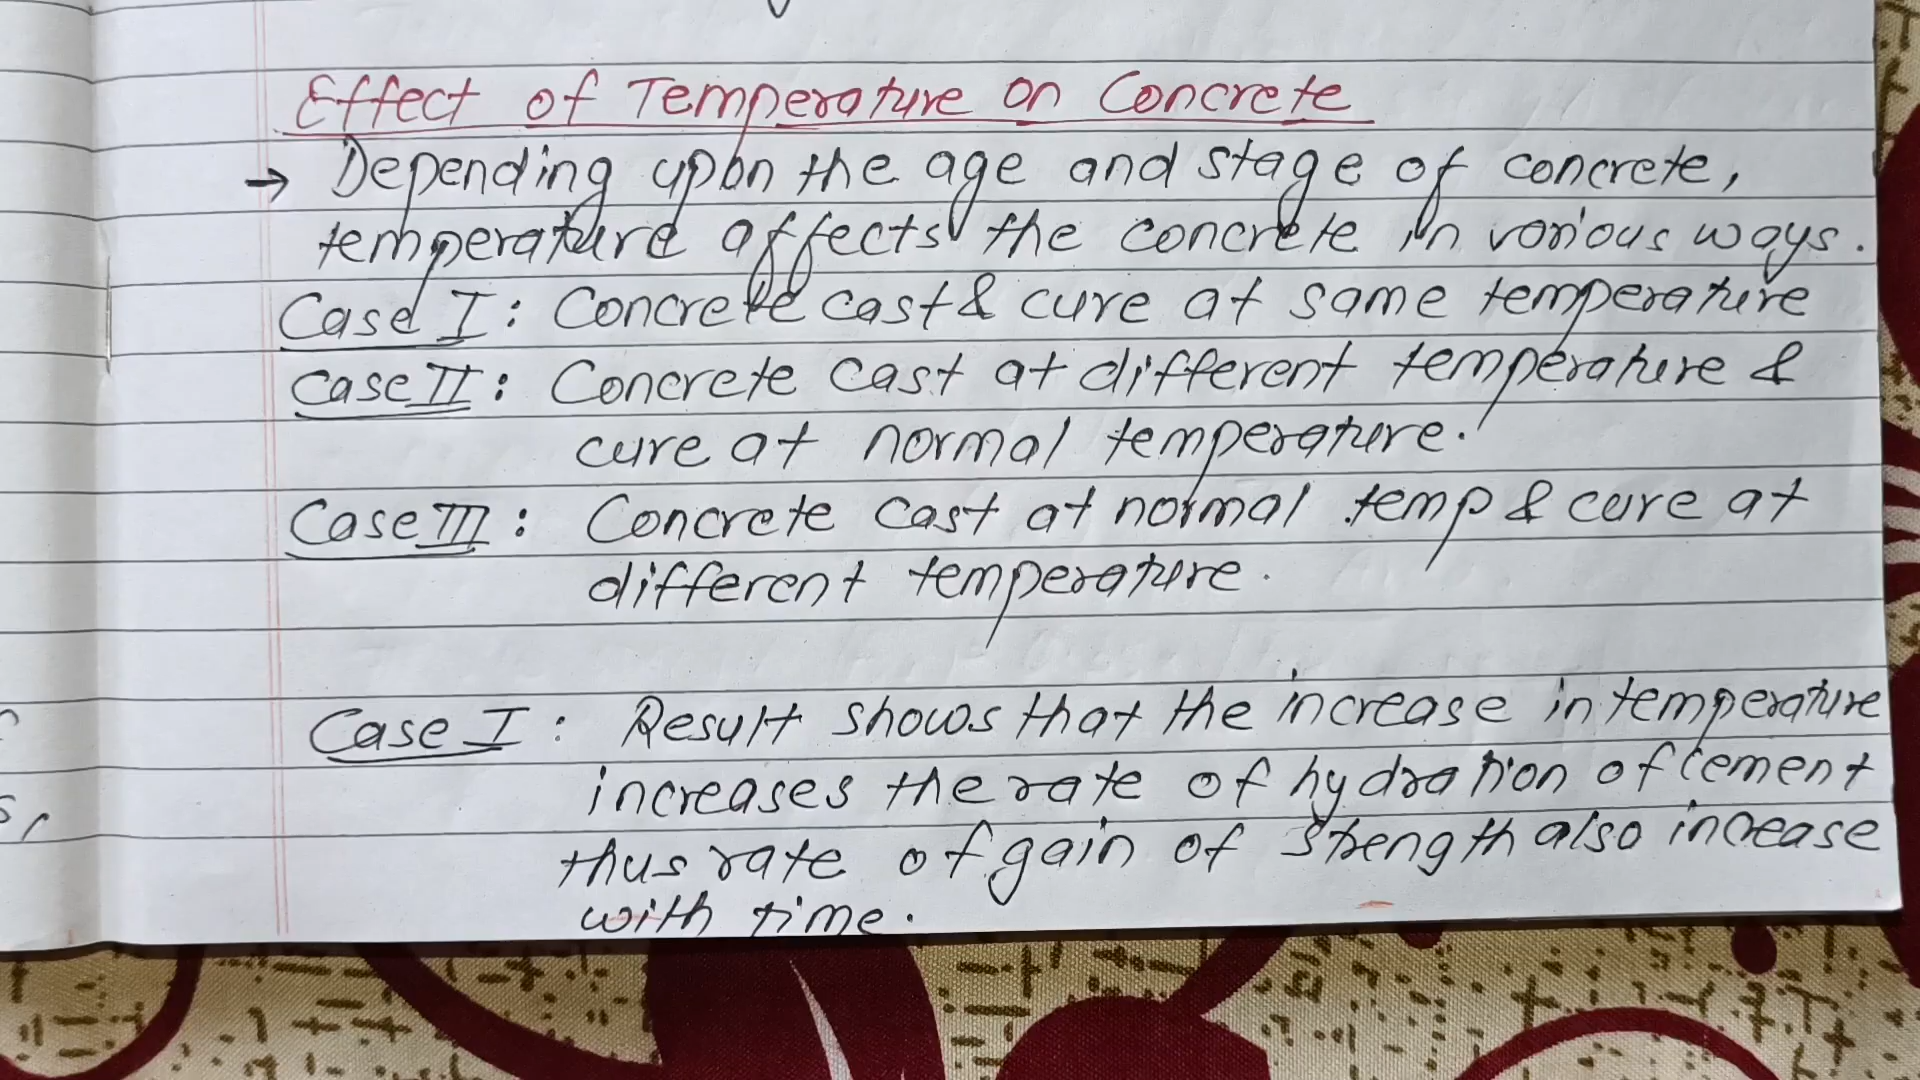 Effect of Temperature on Concrete
→ Depending upon the age and stage of concrete,
temperature affects the concrete in various ways.
Case I : Concrete cast & cure at same temperature
Case II : Concrete cast at different temperature &
cure at normal temperature.
Case III : Concrete cast at normal temp & cure at
different temperature.
Case I : Result shows that the increase in temperature
increases the rate of hydration of cement
thus rate of gain of strength also increase
with time.